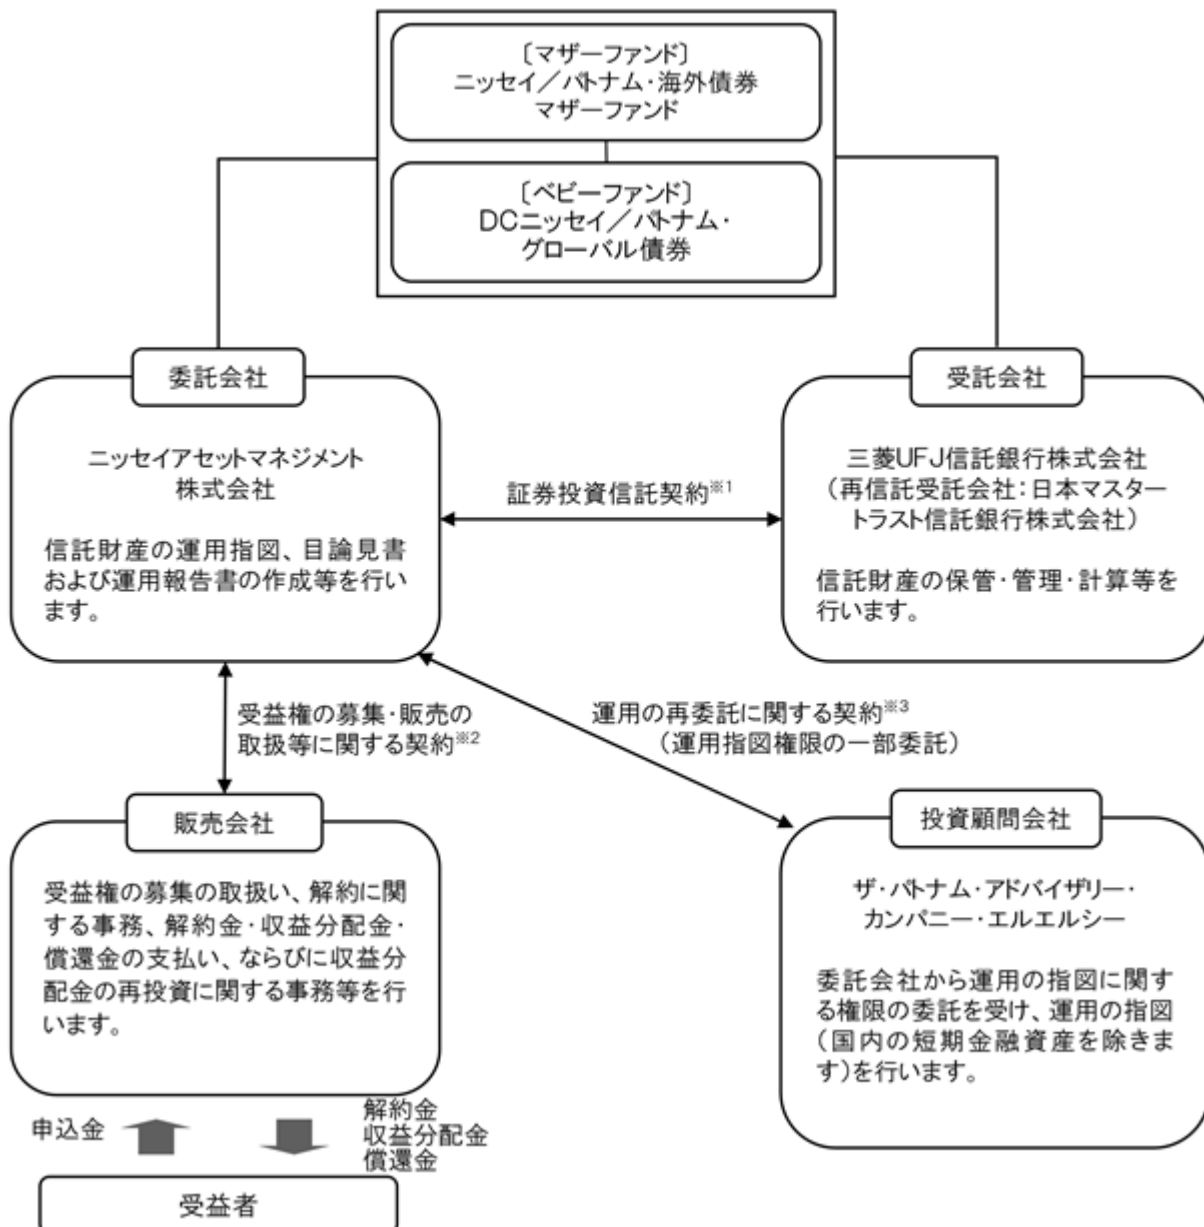 〔マザーファンド〕
ニッセイ／パトナム・海外債券
マザーファンド
〔ベビーファンド〕
DCニッセイ／パトナム・
グローバル債券
委託会社
ニッセイアセットマネジメント
株式会社
信託財産の運用指図、目論見書
および運用報告書の作成等を行い
ます。
受託会社
三菱UFJ信託銀行株式会社
（再信託受託会社：日本マスター
トラスト信託銀行株式会社）
信託財産の保管・管理・計算等を
行います。
証券投資信託契約※1
受益権の募集・販売の
取扱等に関する契約※2
運用の再委託に関する契約※3
（運用指図権限の一部委託）
販売会社
受益権の募集の取扱い、解約に関
する事務、解約金・収益分配金・
償還金の支払い、ならびに収益分
配金の再投資に関する事務等を行
います。
投資顧問会社
ザ・パトナム・アドバイザリー・
カンパニー・エルエルシー
委託会社から運用の指図に関す
る権限の委託を受け、運用の指図
（国内の短期金融資産を除きま
す）を行います。
申込金
解約金
収益分配金
償還金
受益者